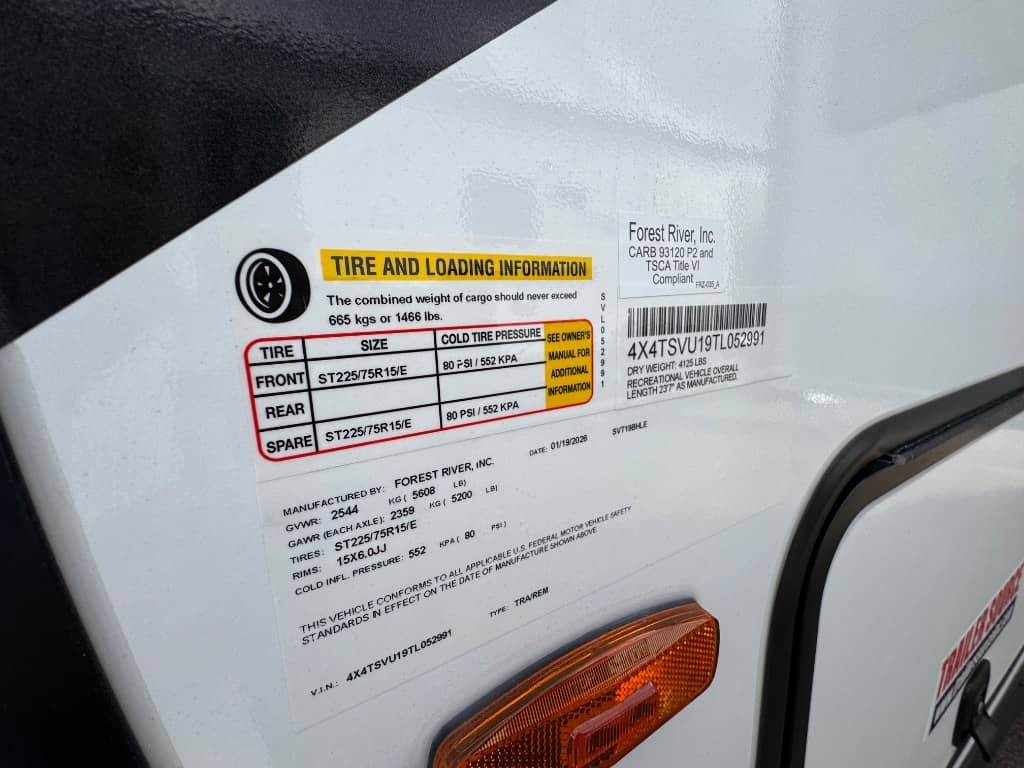 TIRE AND LOADING INFORMATION
The combined weight of cargo should never exceed
665 kgs or 1466 lbs.
TIRE SIZE COLD TIRE PRESSURE SEE OWNER'S MANUAL FOR ADDITIONAL INFORMATION
FRONT ST225/75R15/E 80 PSI / 552 KPA
REAR
SPARE ST225/75R15/E 80 PSI / 552 KPA
SVL052991
Forest River, Inc.
CARB 93120 P2 and
TSCA Title VI
Compliant FRZ-035_A
4X4TSVU19TL052991
DRY WEIGHT: 4125 LBS
RECREATIONAL VEHICLE OVERALL
LENGTH 23'7" AS MANUFACTURED.
MANUFACTURED BY: FOREST RIVER, INC. DATE: 01/19/2026 SVT19BHLE
GVWR: 2544 KG ( 5608 LB)
GAWR (EACH AXLE): 2359 KG ( 5200 LB)
TIRES: ST225/75R15/E
RIMS: 15X6.0JJ
COLD INFL. PRESSURE: 552 KPA ( 80 PSI )
THIS VEHICLE CONFORMS TO ALL APPLICABLE U.S. FEDERAL MOTOR VEHICLE SAFETY
STANDARDS IN EFFECT ON THE DATE OF MANUFACTURE SHOWN ABOVE.
V.I.N.: 4X4TSVU19TL052991 TYPE: TRA/REM
TRAILER SOURCE